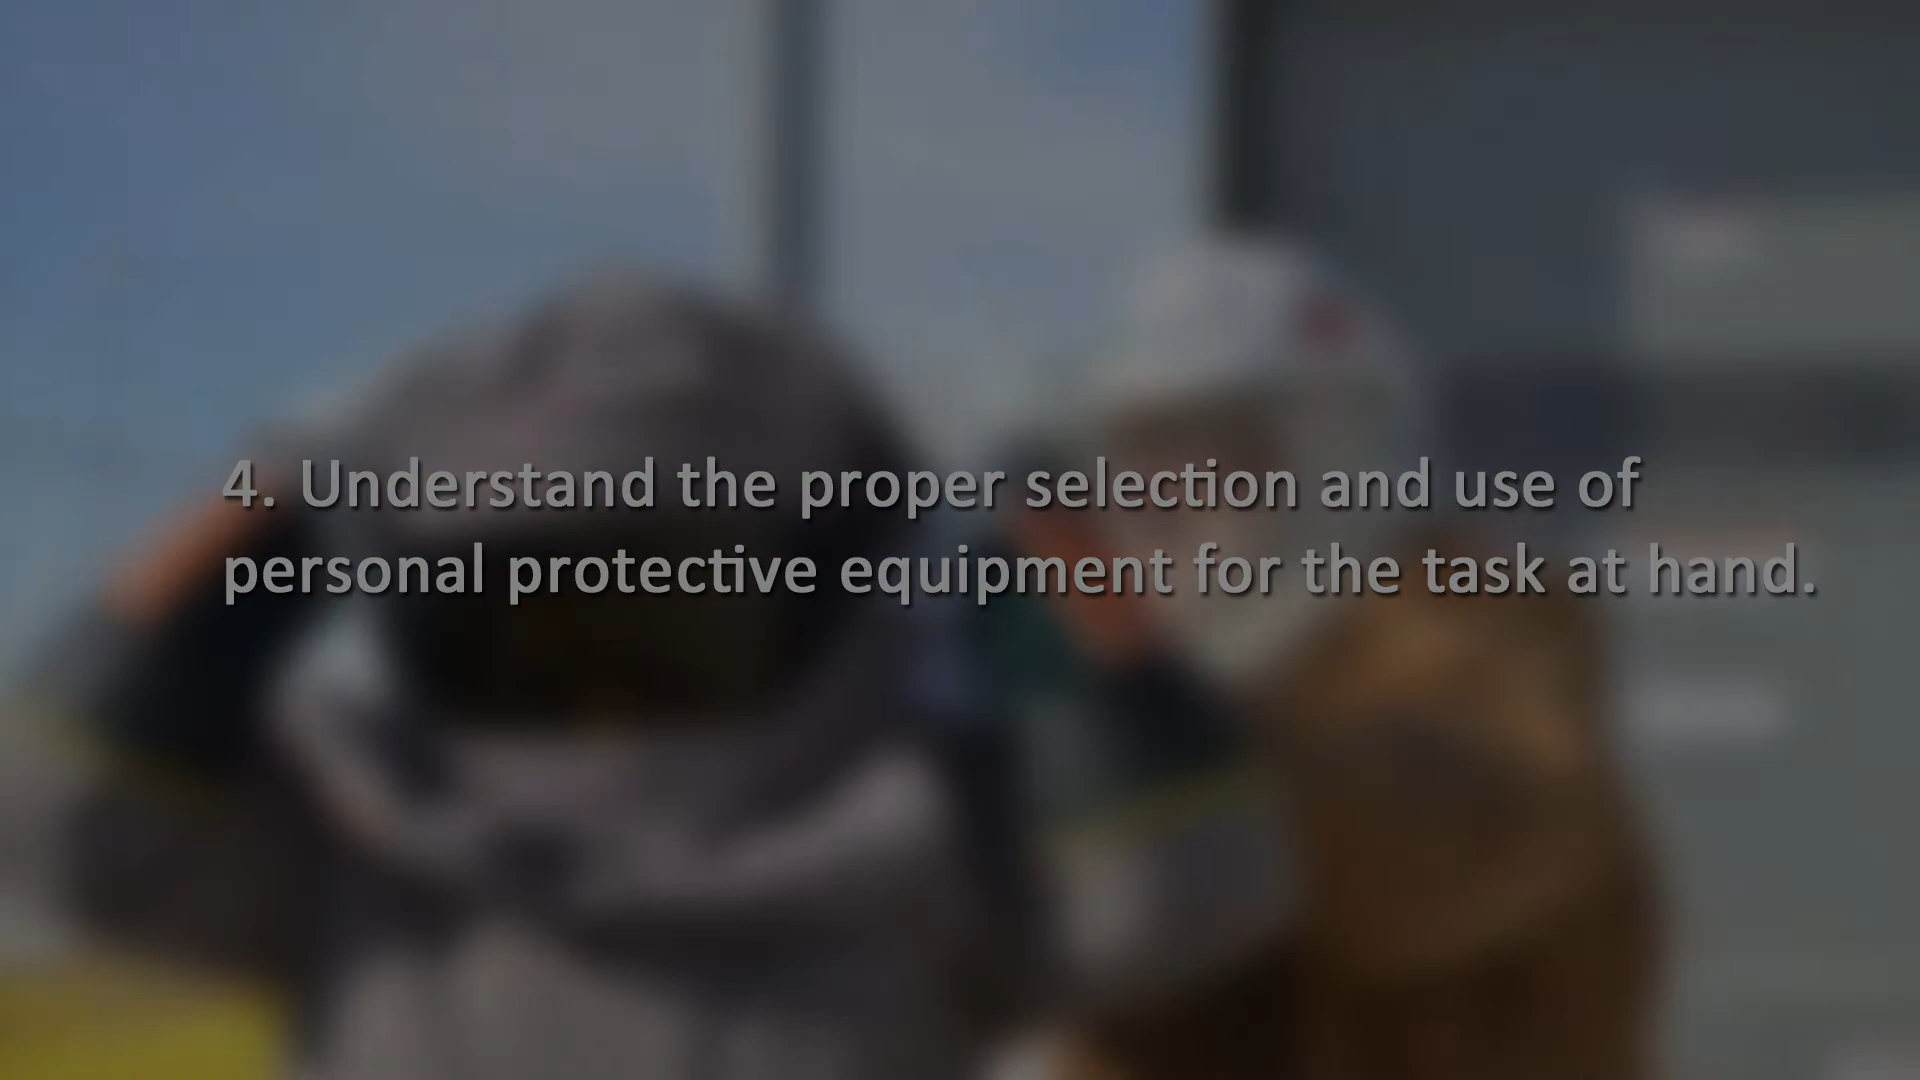 4. Understand the proper selection and use of
personal protective equipment for the task at hand.